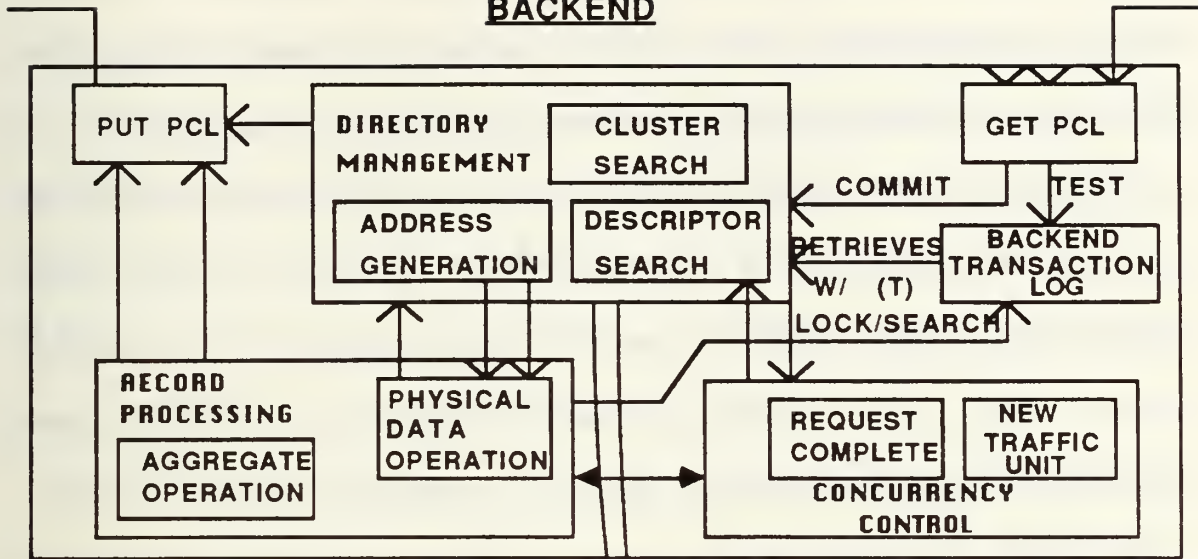 BACKEND
PUT PCL
DIRECTORY
MANAGEMENT
CLUSTER
SEARCH
ADDRESS
GENERATION
DESCRIPTOR
SEARCH
GET PCL
COMMIT
TEST
RETRIEVES
W/ (T)
LOCK/SEARCH
BACKEND
TRANSACTION
LOG
RECORD
PROCESSING
AGGREGATE
OPERATION
PHYSICAL
DATA
OPERATION
REQUEST
COMPLETE
NEW
TRAFFIC
UNIT
CONCURRENCY
CONTROL